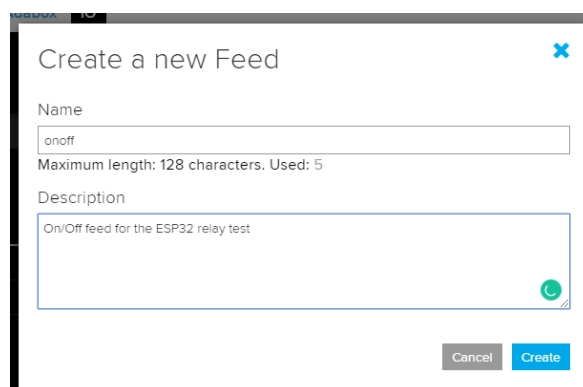 IO
Create a new Feed
Name
onoff
Maximum length: 128 characters. Used: 5
Description
On/Off feed for the ESP32 relay test
Cancel
Create